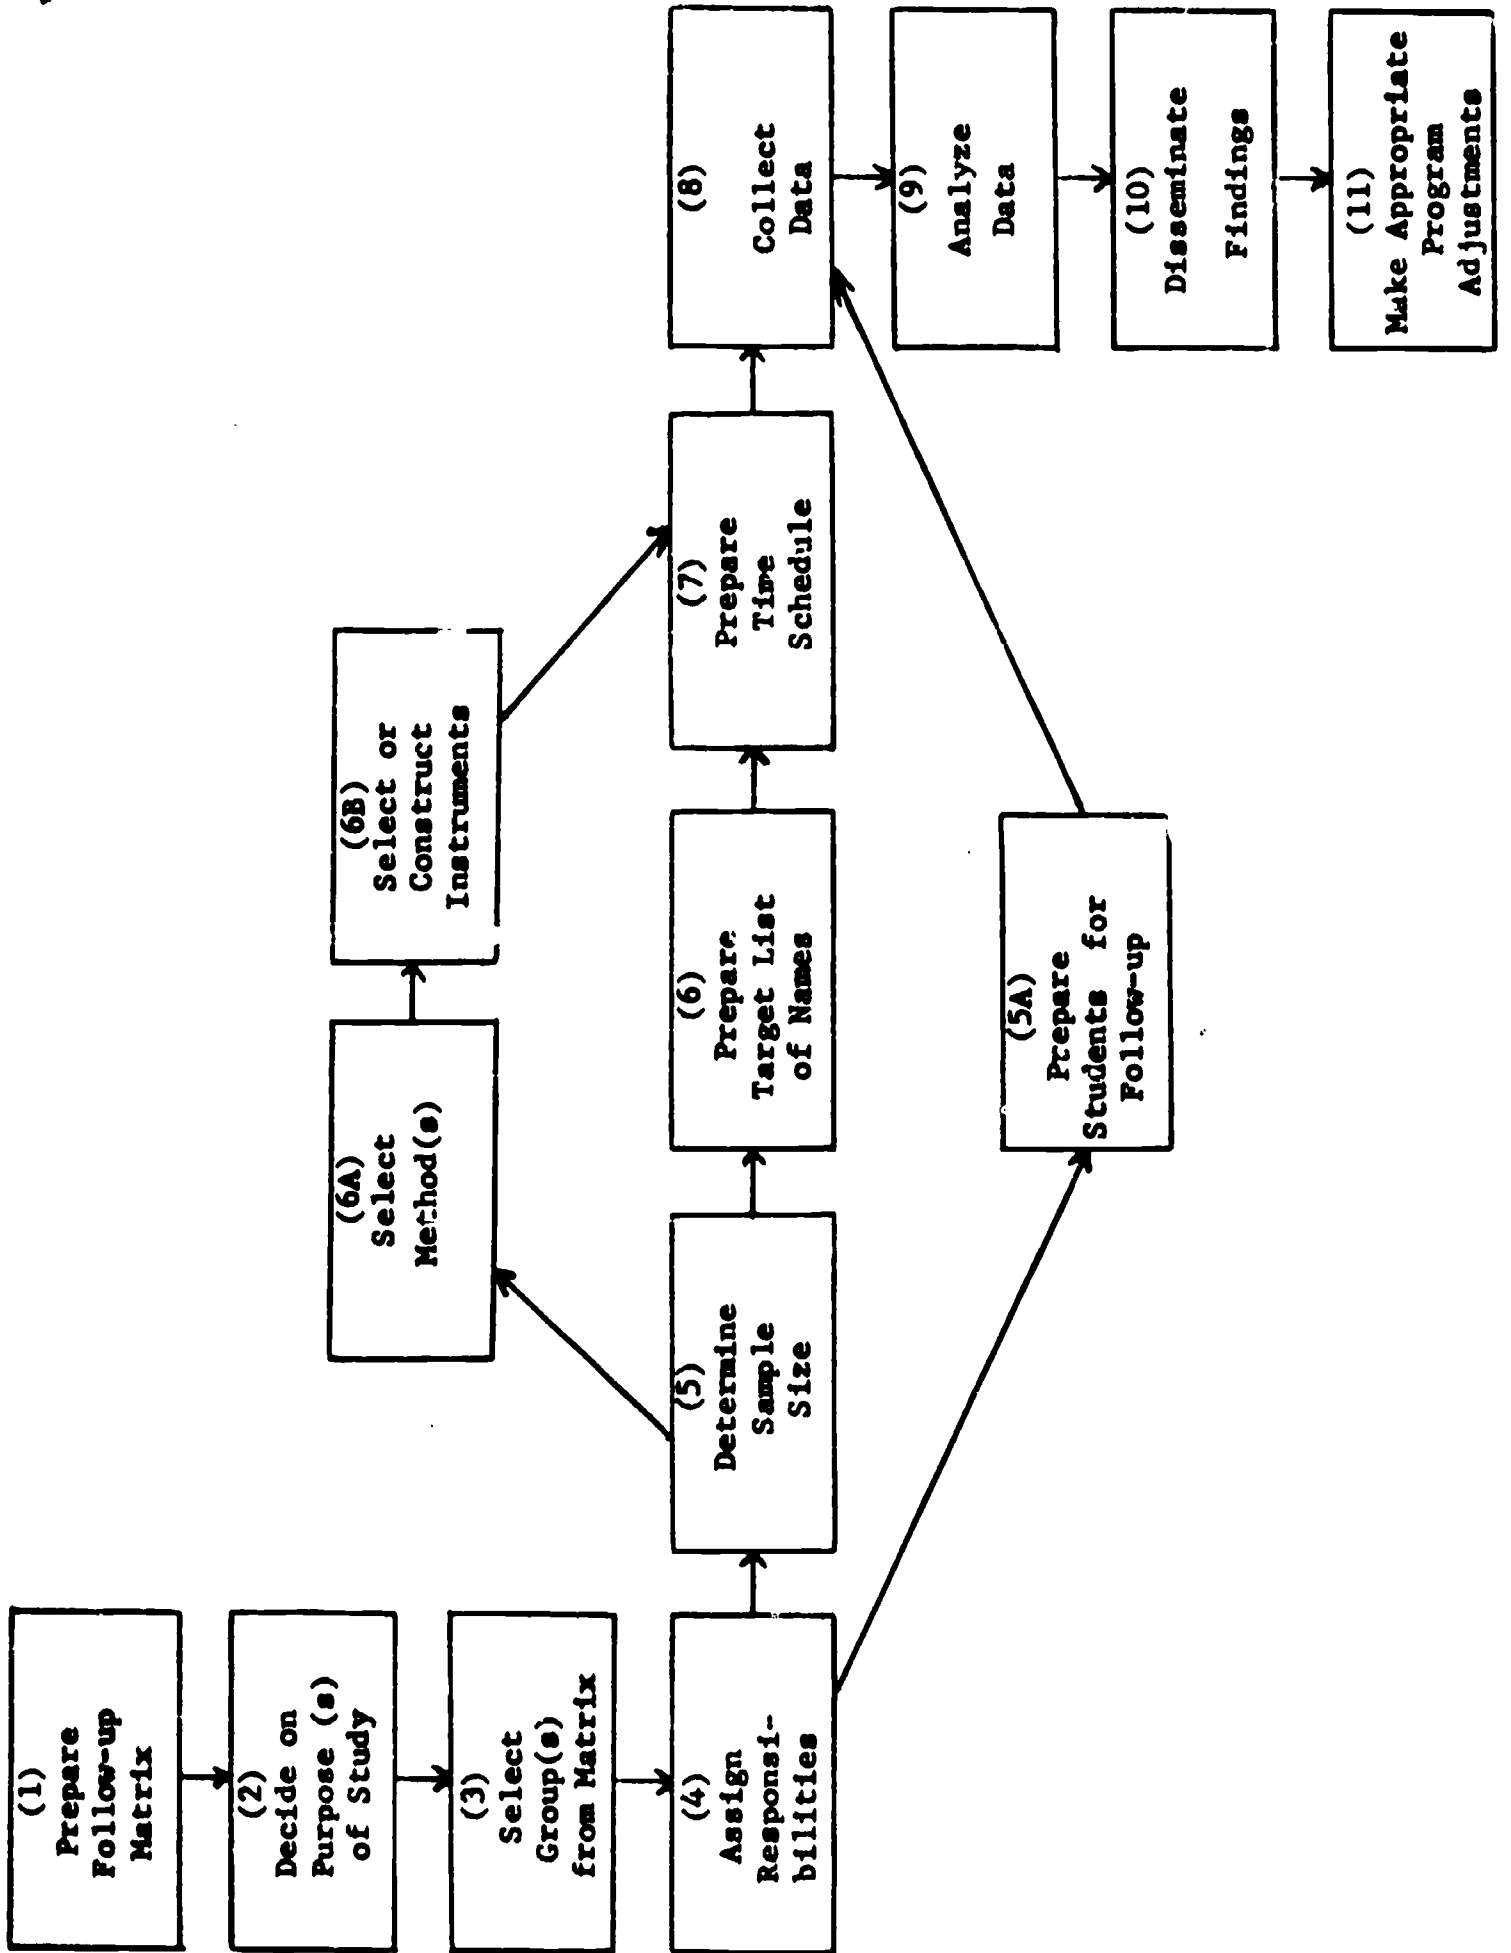 (1)
Prepare
Follow-up
Matrix
(2)
Decide on
Purpose (s)
of Study
(3)
Select
Group(s)
from Matrix
(4)
Assign
Responsi-
bilities
(5)
Determine
Sample
Size
(5A)
Prepare
Students for
Follow-up
(6)
Prepare
Target List
of Names
(6A)
Select
Method(s)
(6B)
Select or
Construct
Instruments
(7)
Prepare
Time
Schedule
(8)
Collect
Data
(9)
Analyze
Data
(10)
Disseminate
Findings
(11)
Make Appropriate
Program
Adjustments